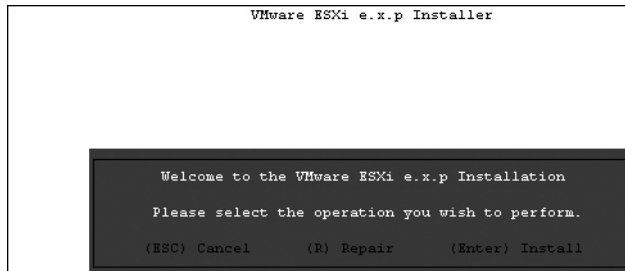 VMware ESXi e.x.p Installer
Welcome to the VMware ESXi e.x.p Installation
Please select the operation you wish to perform.
(ESC) Cancel (R) Repair (Enter) Install